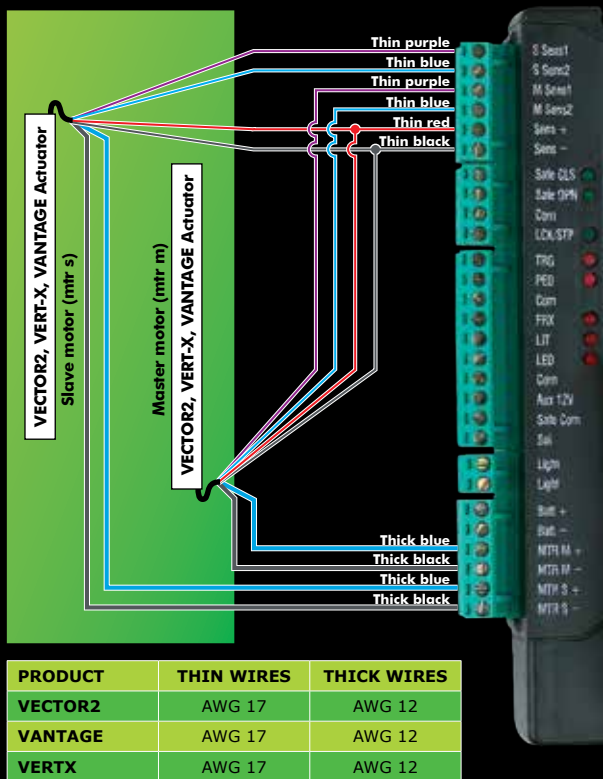 Thin purple
Thin blue
Thin purple
Thin blue
Thin red
Thin black
VECTOR2, VERT-X, VANTAGE Actuator
Slave motor (mtr s)
Master motor (mtr m)
VECTOR2, VERT-X, VANTAGE Actuator
Thick blue
Thick black
Thick blue
Thick black
S Sens1
S Sens2
M Sens1
M Sens2
Sens +
Sens −
Safe CLS
Safe OPN
Com
LCK/STP
TRG
PED
Com
FRX
LIT
LED
Com
Aux 12V
Safe Com
Light
Light
Batt +
Batt −
MTR M +
MTR M −
MTR S +
MTR S −
PRODUCT THIN WIRES THICK WIRES
VECTOR2 AWG 17 AWG 12
VANTAGE AWG 17 AWG 12
VERTX AWG 17 AWG 12